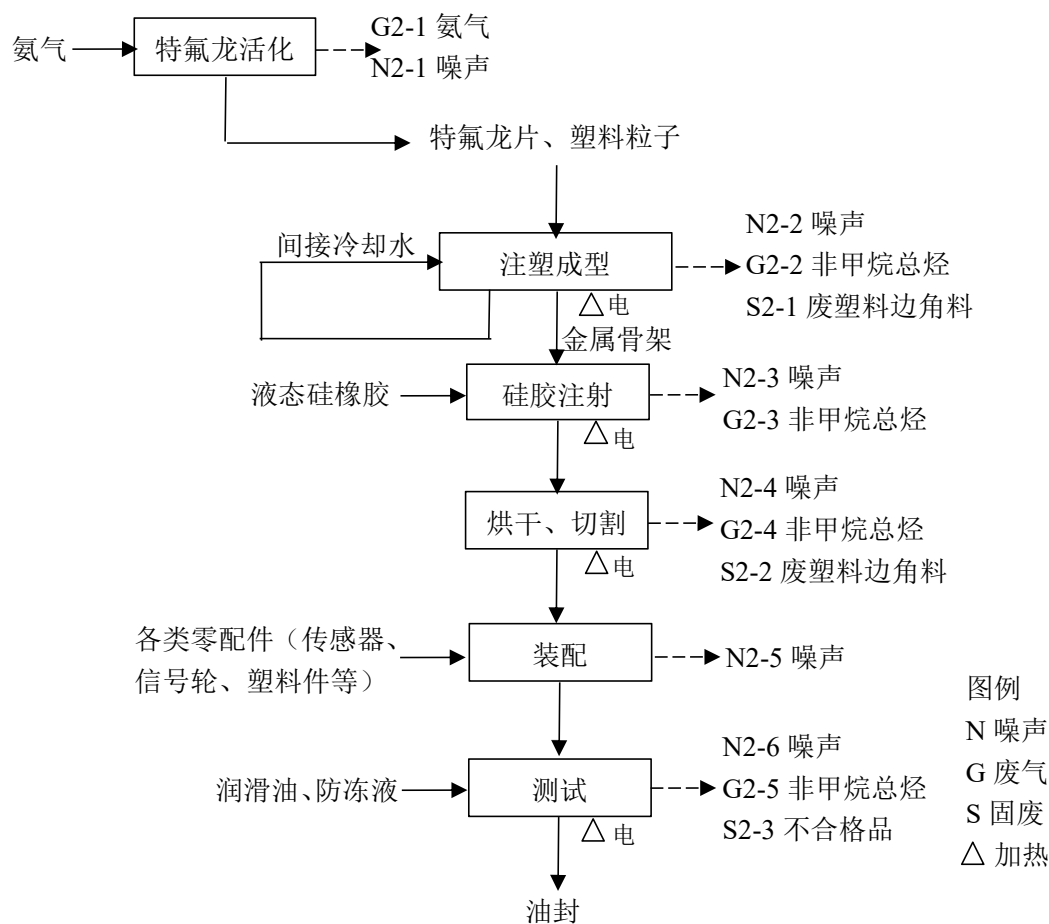 氨气
特氟龙活化
G2-1 氨气
N2-1 噪声
特氟龙片、塑料粒子
间接冷却水
注塑成型
N2-2 噪声
G2-2 非甲烷总烃
S2-1 废塑料边角料
△电
金属骨架
液态硅橡胶
硅胶注射
N2-3 噪声
G2-3 非甲烷总烃
△电
烘干、切割
N2-4 噪声
G2-4 非甲烷总烃
S2-2 废塑料边角料
△电
各类零配件（传感器、
信号轮、塑料件等）
装配
N2-5 噪声
润滑油、防冻液
测试
N2-6 噪声
G2-5 非甲烷总烃
S2-3 不合格品
△电
油封
图例
N 噪声
G 废气
S 固废
△ 加热